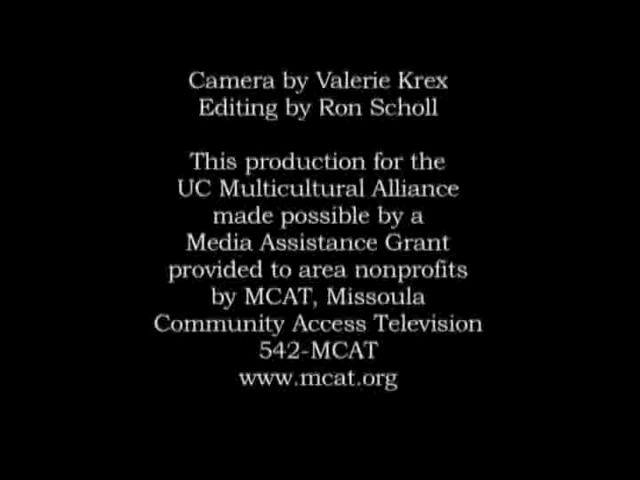 Camera by Valerie Krex
Editing by Ron Scholl
This production for the
UC Multicultural Alliance
made possible by a
Media Assistance Grant
provided to area nonprofits
by MCAT, Missoula
Community Access Television
542-MCAT
www.mcat.org